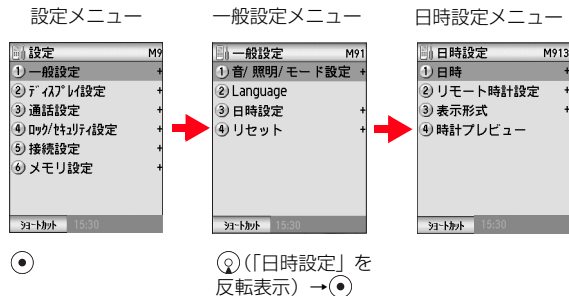 設定メニュー
設定 M9
①一般設定 +
②ﾃﾞｨｽﾌﾟﾚｲ設定 +
③通話設定 +
④ﾛｯｸ/ｾｷｭﾘﾃｨ設定 +
⑤接続設定 +
⑥メモリ設定 +
ｼｮｰﾄｶｯﾄ 15:30
一般設定メニュー
一般設定 M91
①音/照明/モード設定 +
②Language
③日時設定 +
④リセット +
ｼｮｰﾄｶｯﾄ 15:30
(「日時設定」を
反転表示) →
日時設定メニュー
日時設定 M913
①日時 +
②リモート時計設定 +
③表示形式 +
④時計プレビュー
ｼｮｰﾄｶｯﾄ 15:30